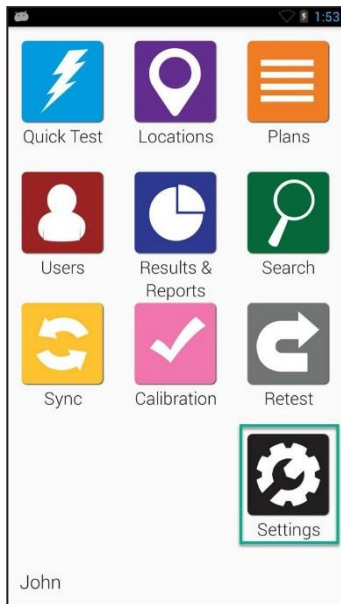 1:53
Quick Test
Locations
Plans
Users
Results &
Reports
Search
Sync
Calibration
Retest
Settings
John